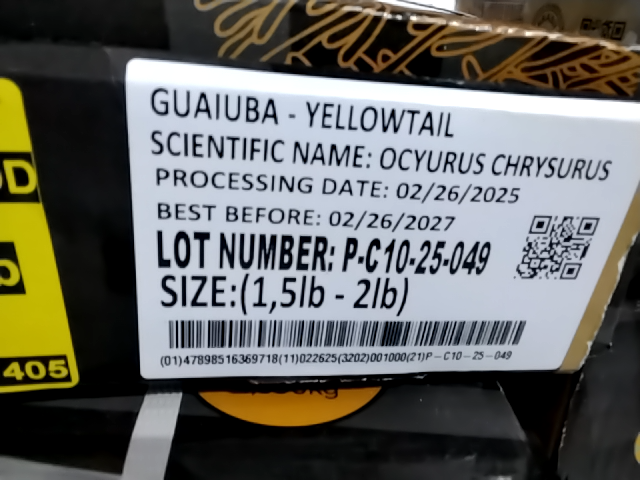 GUAIUBA - YELLOWTAIL
SCIENTIFIC NAME: OCYURUS CHRYSURUS
PROCESSING DATE: 02/26/2025
BEST BEFORE: 02/26/2027
LOT NUMBER: P-C10-25-049
SIZE:(1,5lb - 2lb)
(01)47898516369718(11)022625(3202)001000(21)P-C10-25-049
405